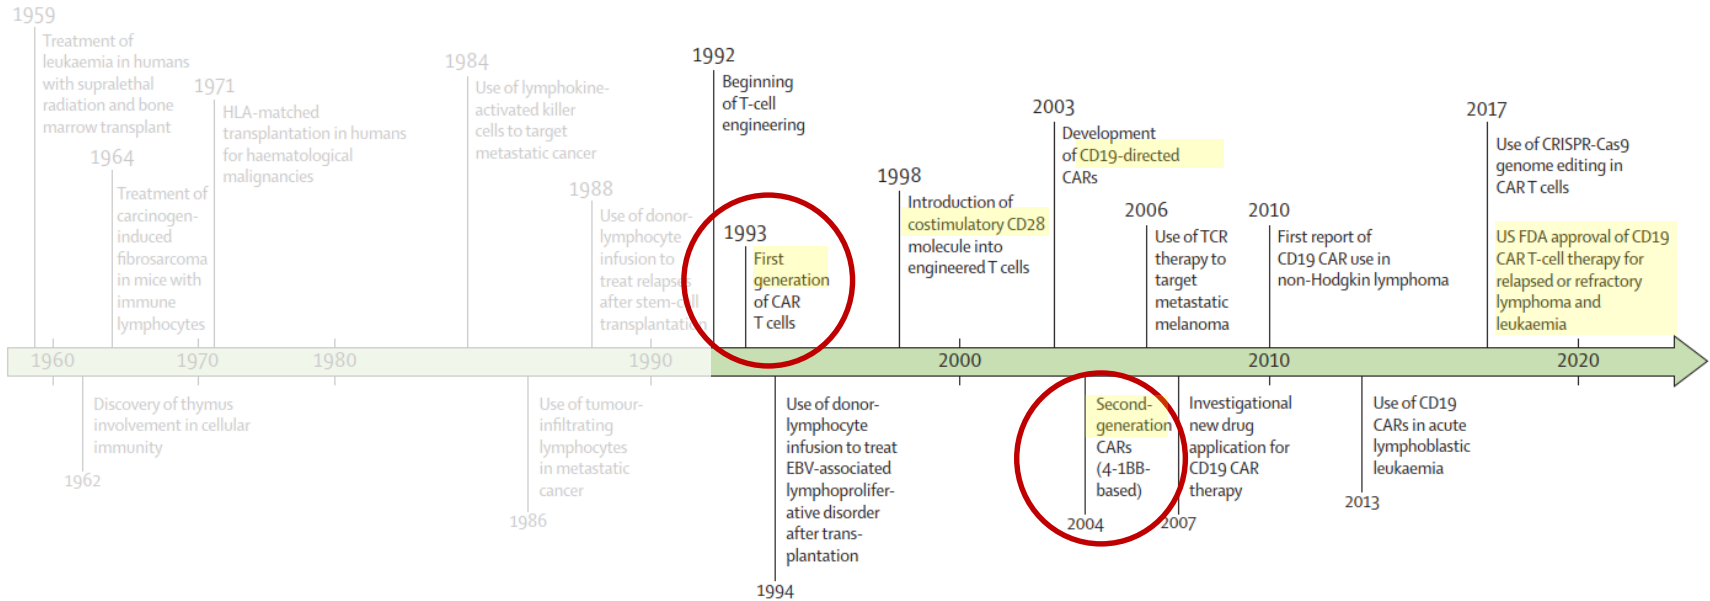 1959
Treatment of
leukaemia in humans
with supralethal
radiation and bone
marrow transplant
1964
Treatment of
carcinogen-
induced
fibrosarcoma
in mice with
immune
lymphocytes
1971
HLA-matched
transplantation in humans
for haematological
malignancies
1984
Use of lymphokine-
activated killer
cells to target
metastatic cancer
1988
Use of donor-
lymphocyte
infusion to
treat relapses
after stem-cell
transplantation
1992
Beginning
of T-cell
engineering
1993
First
generation
of CAR
T cells
1998
Introduction of
costimulatory CD28
molecule into
engineered T cells
2003
Development
of CD19-directed
CARs
2006
Use of TCR
therapy to
target
metastatic
melanoma
2010
First report of
CD19 CAR use in
non-Hodgkin lymphoma
2017
Use of CRISPR-Cas9
genome editing in
CAR T cells
US FDA approval of CD19
CAR T-cell therapy for
relapsed or refractory
lymphoma and
leukaemia
1960 1970 1980 1990 2000 2010 2020
Discovery of thymus
involvement in cellular
immunity
1962
Use of tumour-
infiltrating
lymphocytes
in metastatic
cancer
1986
Use of donor-
lymphocyte
infusion to treat
EBV-associated
lymphoprolifer-
ative disorder
after trans-
plantation
1994
Second-
generation
CARs
(4-1BB-
based)
2004
Investigational
new drug
application for
CD19 CAR
therapy
2007
Use of CD19
CARs in acute
lymphoblastic
leukaemia
2013